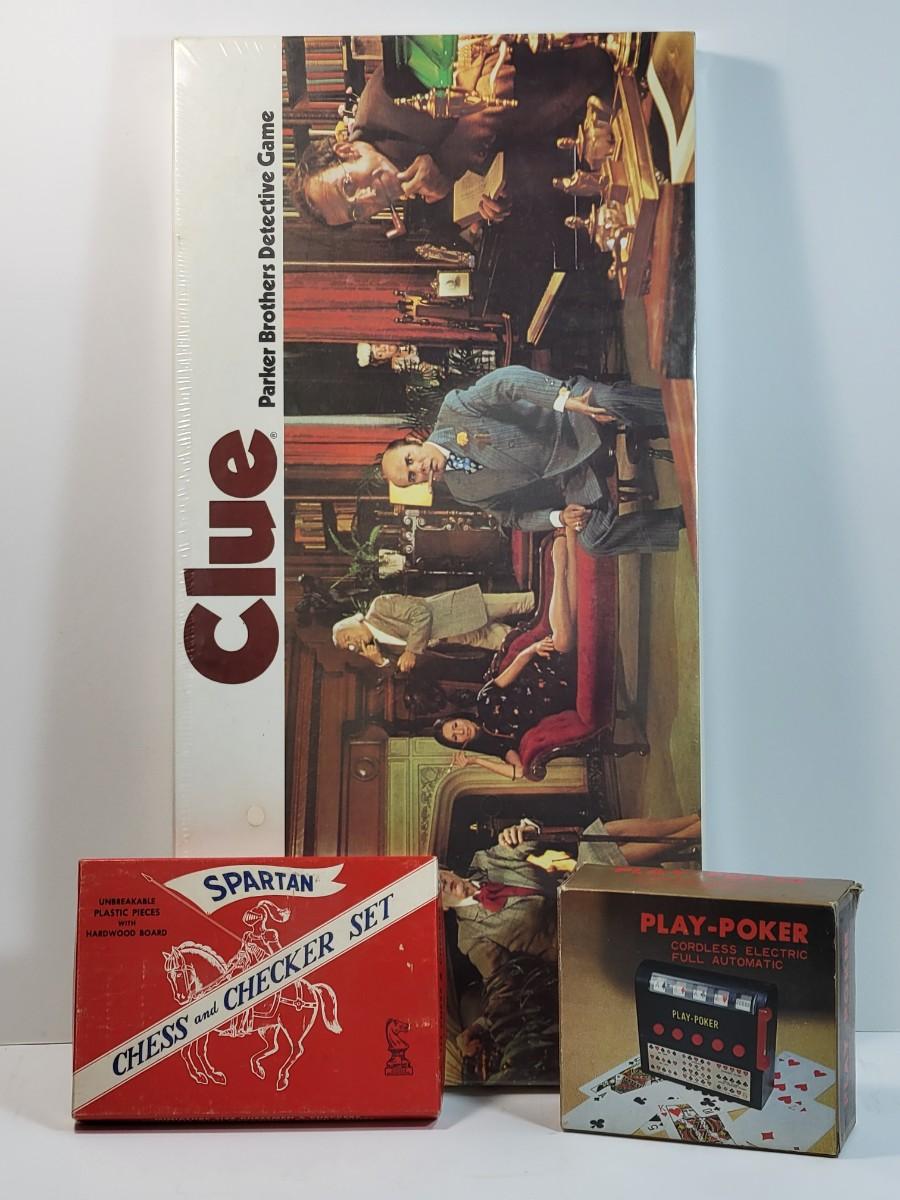 Clue®
Parker Brothers Detective Game
SPARTAN
UNBREAKABLE
PLASTIC PIECES
WITH
HARDWOOD BOARD
CHESS and CHECKER SET
PLAY-POKER
CORDLESS ELECTRIC
FULL AUTOMATIC
PLAY-POKER